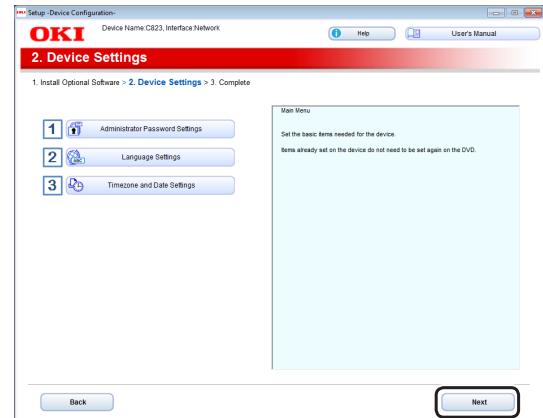 OKI Setup -Device Configuration-
OKI
Device Name:C823, Interface:Network
Help
User's Manual
2. Device Settings
1. Install Optional Software > 2. Device Settings > 3. Complete
1 Administrator Password Settings
2 ABC Language Settings
3 Timezone and Date Settings
Main Menu
Set the basic items needed for the device.
Items already set on the device do not need to be set again on the DVD.
Back
Next